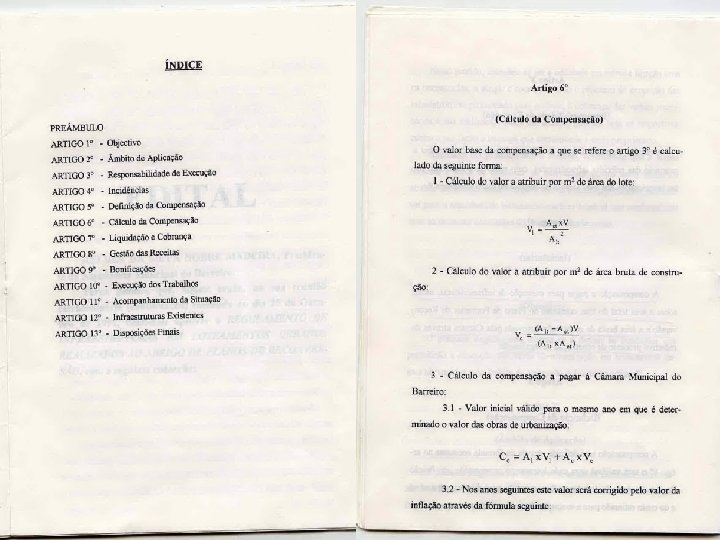 ÍNDICE
PREÂMBULO
ARTIGO 1º - Objectivo
ARTIGO 2º - Âmbito de Aplicação
ARTIGO 3º - Responsabilidade de Execução
ARTIGO 4º - Incidências
ARTIGO 5º - Definição da Compensação
ARTIGO 6º - Cálculo da Compensação
ARTIGO 7º - Liquidação e Cobrança
ARTIGO 8º - Gestão das Receitas
ARTIGO 9º - Bonificações
ARTIGO 10º - Execução dos Trabalhos
ARTIGO 11º - Acompanhamento da Situação
ARTIGO 12º - Infraestruturas Existentes
ARTIGO 13º - Disposições Finais
Artigo 6º
(Cálculo da Compensação)
O valor base da compensação a que se refere o artigo 3º é calcu-
lado da seguinte forma:
1 - Cálculo do valor a atribuir por m² de área do lote:
2 - Cálculo do valor a atribuir por m² de área bruta de constru-
ção:
3 - Cálculo da compensação a pagar á Câmara Municipal do
Barreiro:
3.1 - Valor inicial válido para o mesmo ano em que é deter-
minado o valor das obras de urbanização:
3.2 - Nos anos seguintes este valor será corrigido pelo valor da
inflação através da fórmula seguinte: